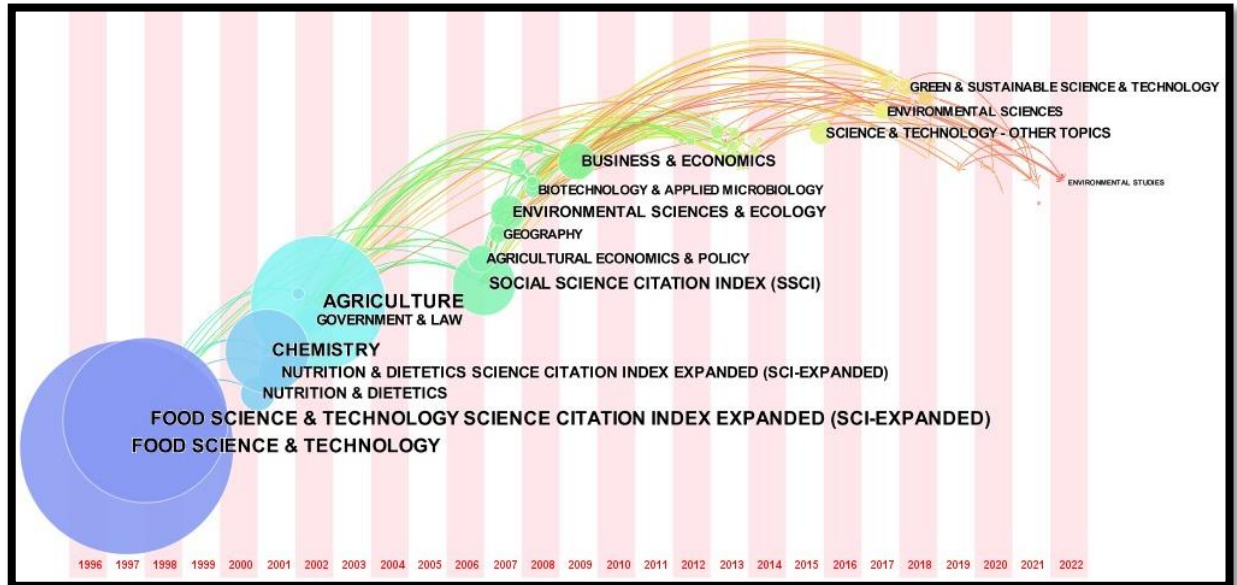 GREEN & SUSTAINABLE SCIENCE & TECHNOLOGY
ENVIRONMENTAL SCIENCES
SCIENCE & TECHNOLOGY - OTHER TOPICS
BUSINESS & ECONOMICS
ENVIRONMENTAL STUDIES
BIOTECHNOLOGY & APPLIED MICROBIOLOGY
ENVIRONMENTAL SCIENCES & ECOLOGY
GEOGRAPHY
AGRICULTURAL ECONOMICS & POLICY
SOCIAL SCIENCE CITATION INDEX (SSCI)
AGRICULTURE
GOVERNMENT & LAW
CHEMISTRY
NUTRITION & DIETETICS SCIENCE CITATION INDEX EXPANDED (SCI-EXPANDED)
NUTRITION & DIETETICS
FOOD SCIENCE & TECHNOLOGY SCIENCE CITATION INDEX EXPANDED (SCI-EXPANDED)
FOOD SCIENCE & TECHNOLOGY
1996 1997 1998 1999 2000 2001 2002 2003 2004 2005 2006 2007 2008 2009 2010 2011 2012 2013 2014 2015 2016 2017 2018 2019 2020 2021 2022